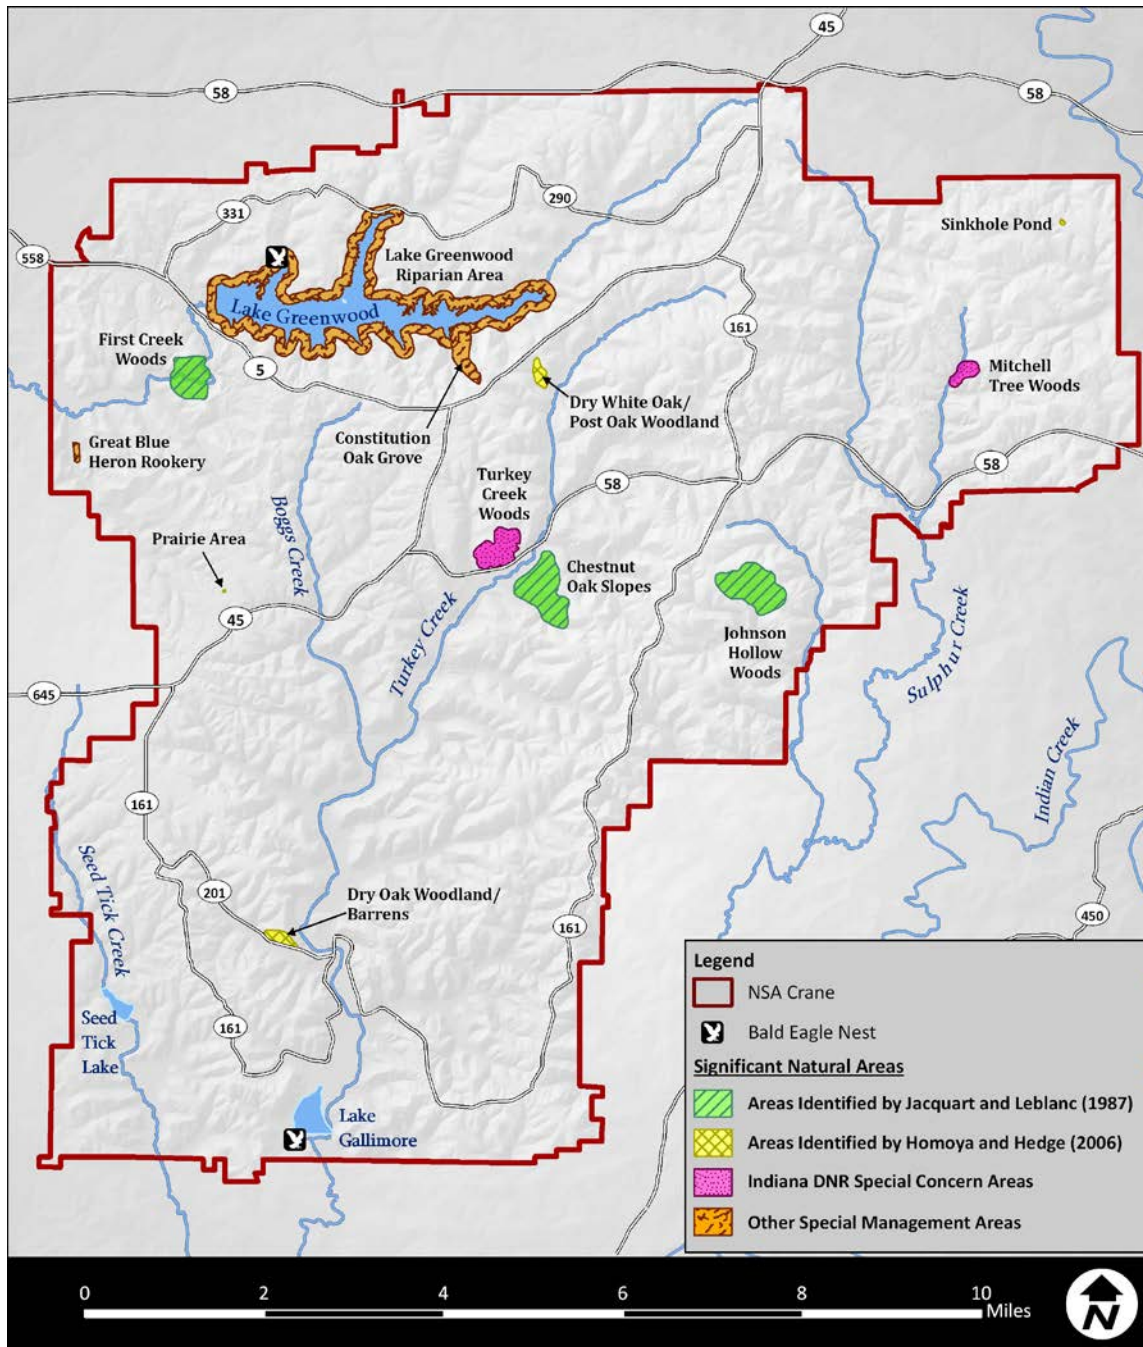 45
58
58
331
290
Sinkhole Pond
558
Lake Greenwood
Riparian Area
Lake Greenwood
161
First Creek
Woods
5
Mitchell
Tree Woods
Dry White Oak/
Post Oak Woodland
Constitution
Oak Grove
Great Blue
Heron Rookery
58
Turkey
Creek
Woods
58
Boggs Creek
Prairie Area
Chestnut
Oak Slopes
45
Turkey Creek
Johnson
Hollow
Woods
Sulphur Creek
645
Indian Creek
161
Seed Tick Creek
201
Dry Oak Woodland/
Barrens
161
450
Seed
Tick
Lake
161
Lake
Gallimore
Legend
NSA Crane
Bald Eagle Nest
Significant Natural Areas
Areas Identified by Jacquart and Leblanc (1987)
Areas Identified by Homoya and Hedge (2006)
Indiana DNR Special Concern Areas
Other Special Management Areas
0 2 4 6 8 10
Miles
N